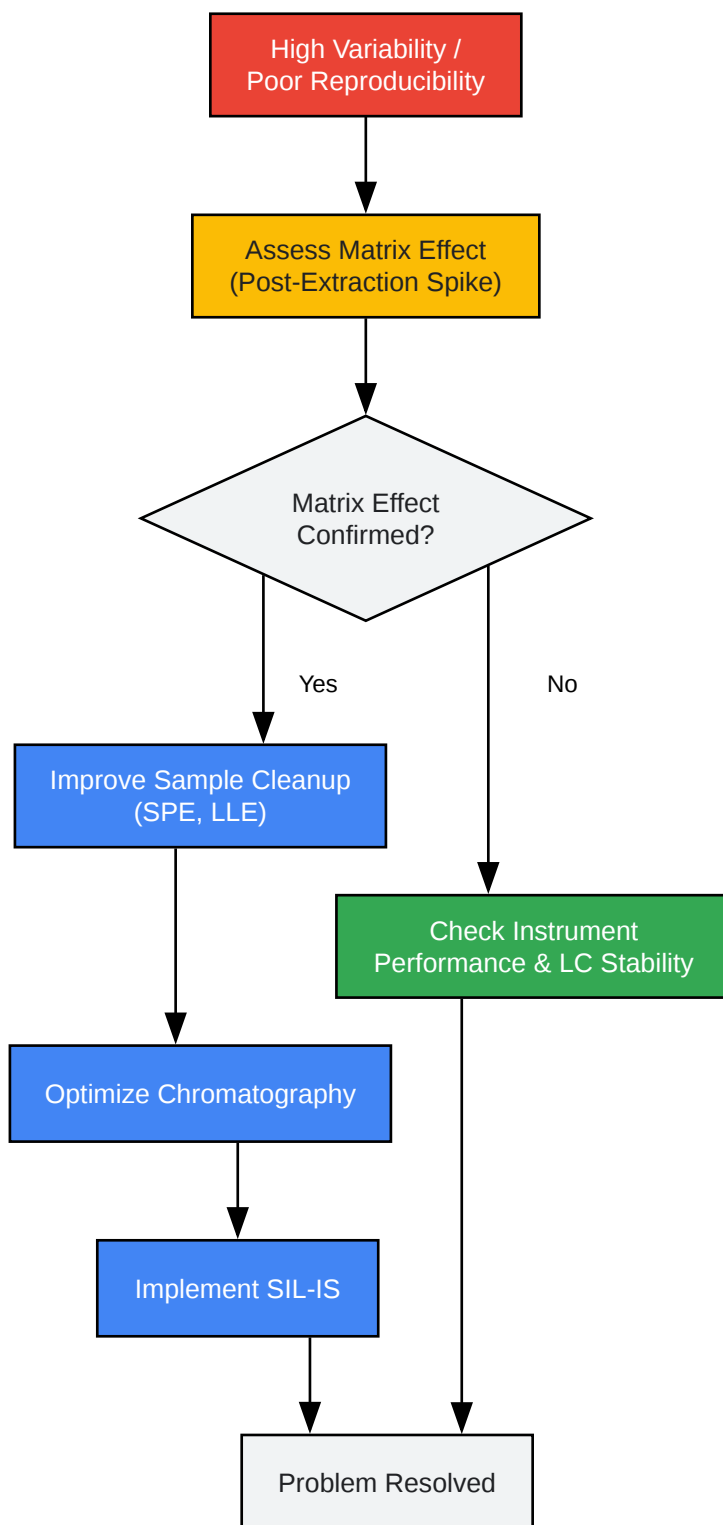 High Variability /
Poor Reproducibility
Assess Matrix Effect
(Post-Extraction Spike)
Matrix Effect
Confirmed?
Yes
No
Improve Sample Cleanup
(SPE, LLE)
Check Instrument
Performance & LC Stability
Optimize Chromatography
Implement SIL-IS
Problem Resolved